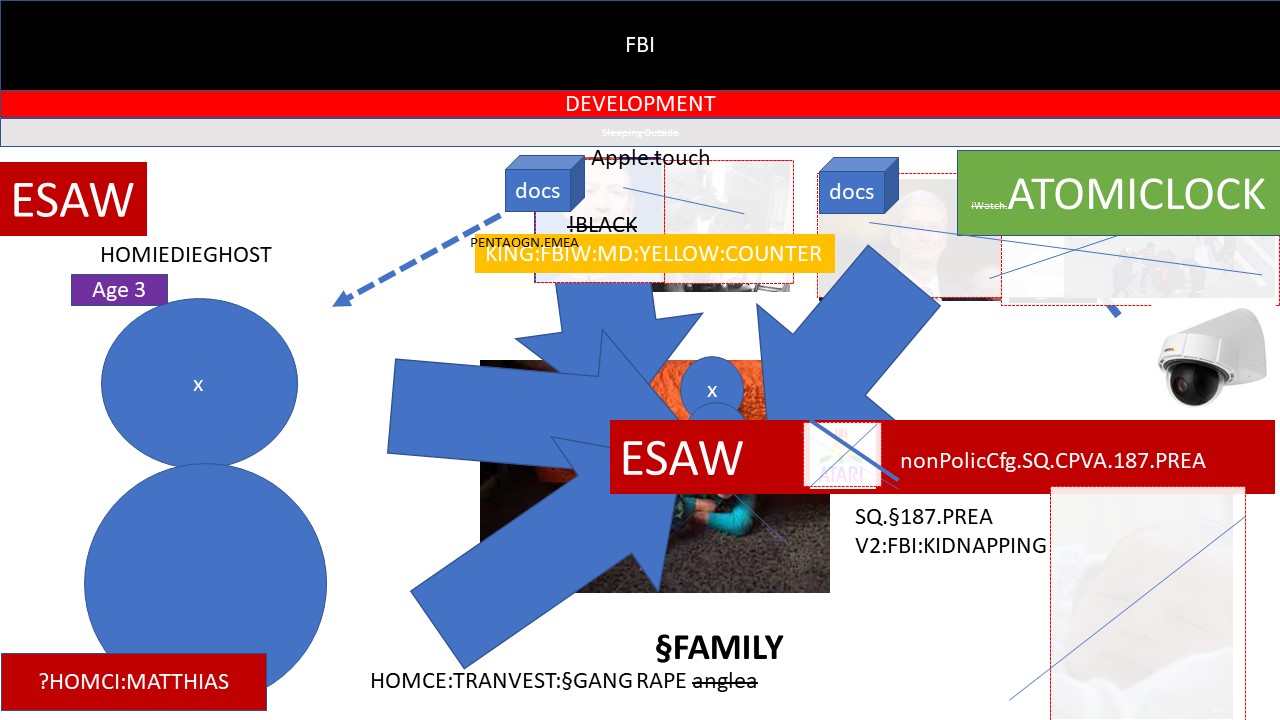 FBI
DEVELOPMENT
Sleeping Outside
Apple.touch
ESAW
docs
docs
iWatch.ATOMICLOCK
!BLACK
PENTAOGN.EMEA
HOMIEDIEGHOST
KING:FBIW:MD:YELLOW:COUNTER
Age 3
x
x
ESAW
ATARI
nonPolicCfg.SQ.CPVA.187.PREA
SQ.§187.PREA
V2:FBI:KIDNAPPING
§FAMILY
?HOMCI:MATTHIAS
HOMCE:TRANVEST:§GANG RAPE anglea